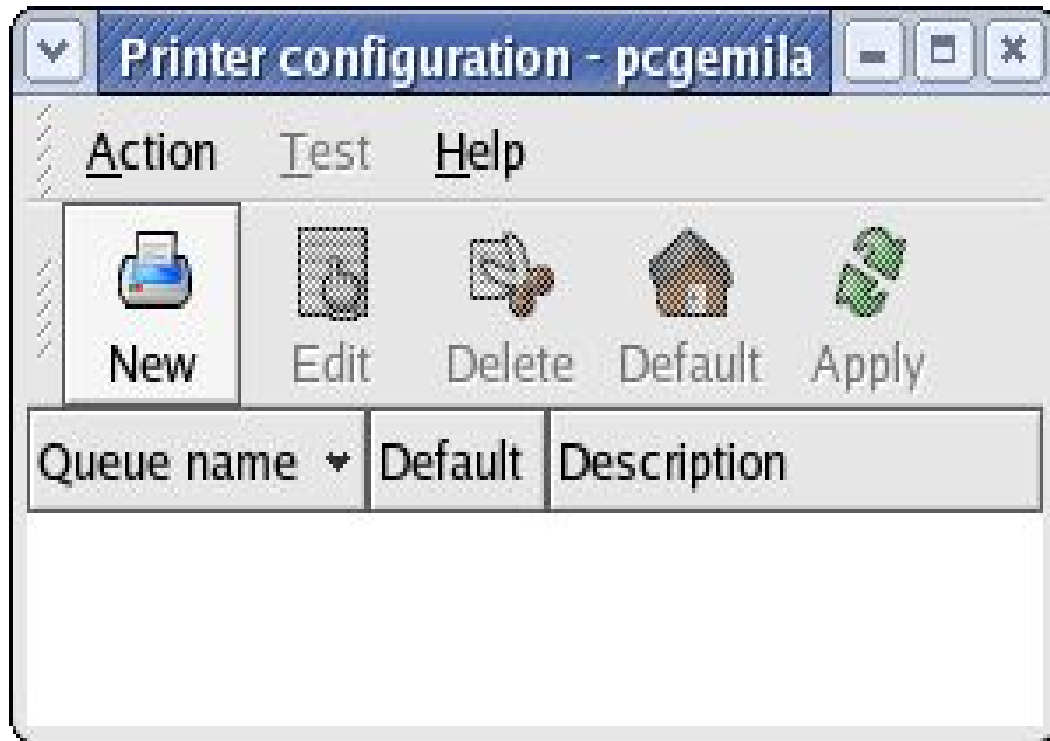 Printer configuration - pcgemila
Action Test Help
New Edit Delete Default Apply
Queue name Default Description